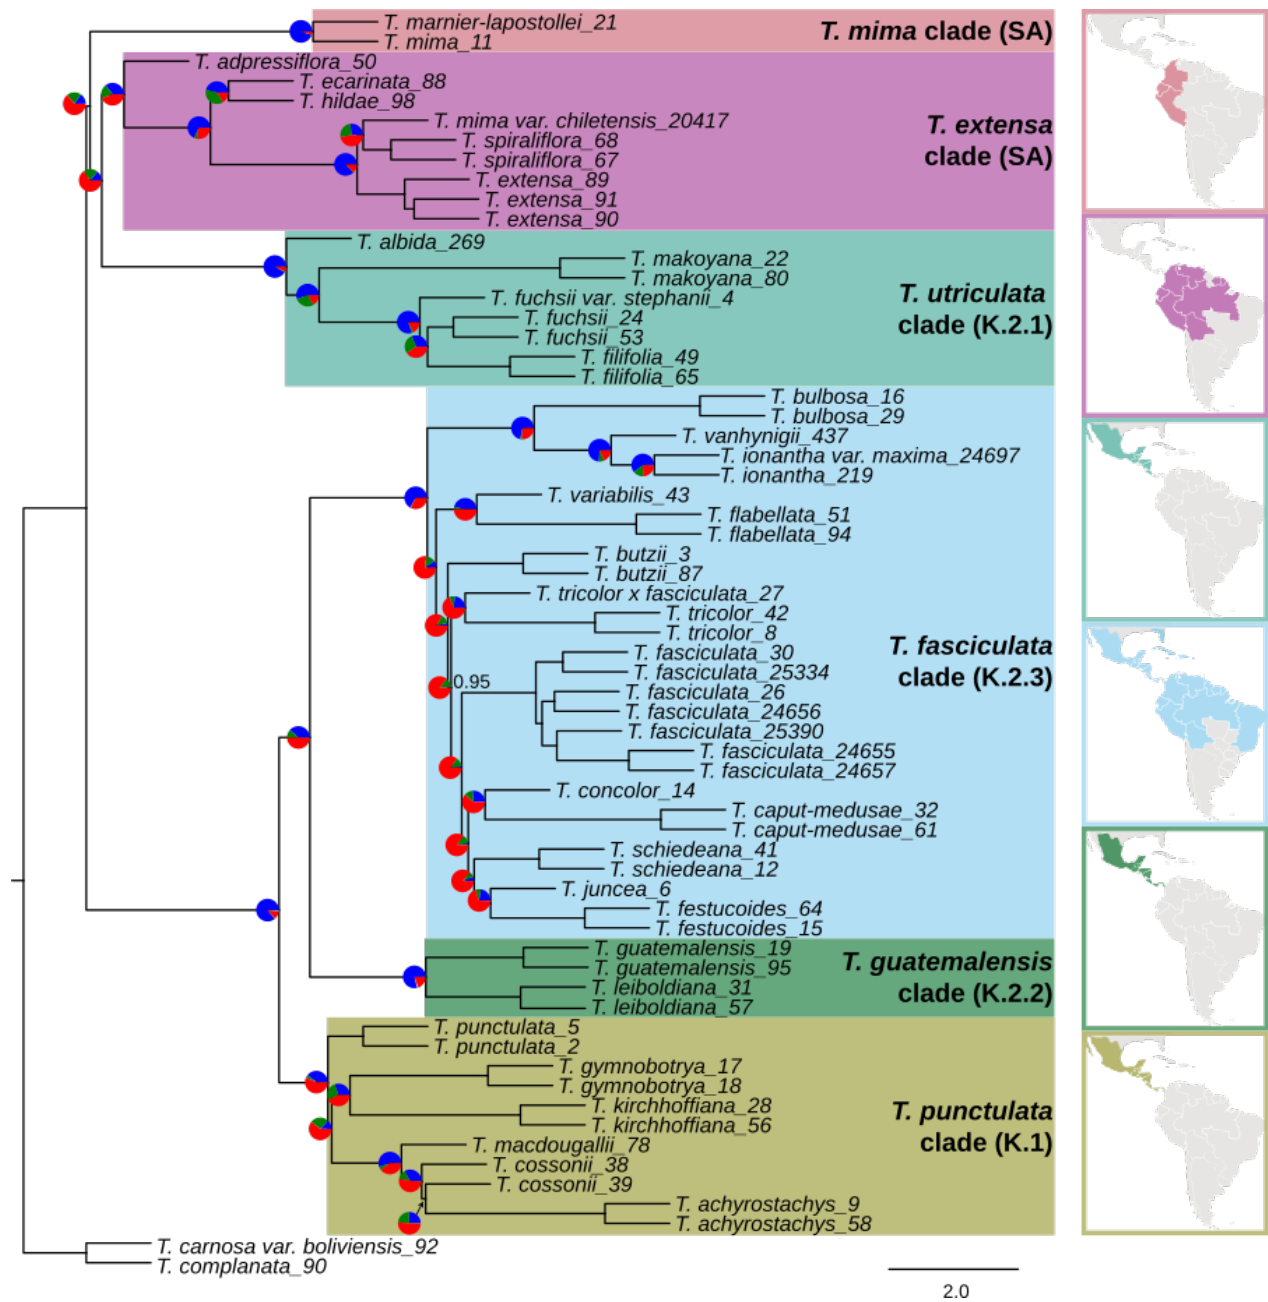 T. marnier-lapostollei_21
T. mima_11
T. mima clade (SA)
T. adpressiflora_50
T. ecarinata_88
T. hildae_98
T. mima var. chiletensis_20417
T. spiraliflora_68
T. spiraliflora_67
T. extensa_89
T. extensa_91
T. extensa_90
T. extensa
clade (SA)
T. albida_269
T. makoyana_22
T. makoyana_80
T. fuchsii var. stephanii_4
T. fuchsii_24
T. fuchsii_53
T. filifolia_49
T. filifolia_65
T. utriculata
clade (K.2.1)
T. bulbosa_16
T. bulbosa_29
T. vanhynigii_437
T. ionantha var. maxima_24697
T. ionantha_219
T. variabilis_43
T. flabellata_51
T. flabellata_94
T. butzii_3
T. butzii_87
T. tricolor x fasciculata_27
T. tricolor_42
T. tricolor_8
T. fasciculata_30
T. fasciculata_25334
0.95
T. fasciculata_26
T. fasciculata_24656
T. fasciculata_25390
T. fasciculata_24655
T. fasciculata_24657
T. fasciculata
clade (K.2.3)
T. concolor_14
T. caput-medusae_32
T. caput-medusae_61
T. schiedeana_41
T. schiedeana_12
T. juncea_6
T. festucoides_64
T. festucoides_15
T. guatemalensis_19
T. guatemalensis_95
T. leiboldiana_31
T. leiboldiana_57
T. guatemalensis
clade (K.2.2)
T. punctulata_5
T. punctulata_2
T. gymnobotrya_17
T. gymnobotrya_18
T. kirchhoffiana_28
T. kirchhoffiana_56
T. macdougallii_78
T. cossonii_38
T. cossonii_39
T. achyrostachys_9
T. achyrostachys_58
T. punctulata
clade (K.1)
T. carnosa var. boliviensis_92
T. complanata_90
2.0